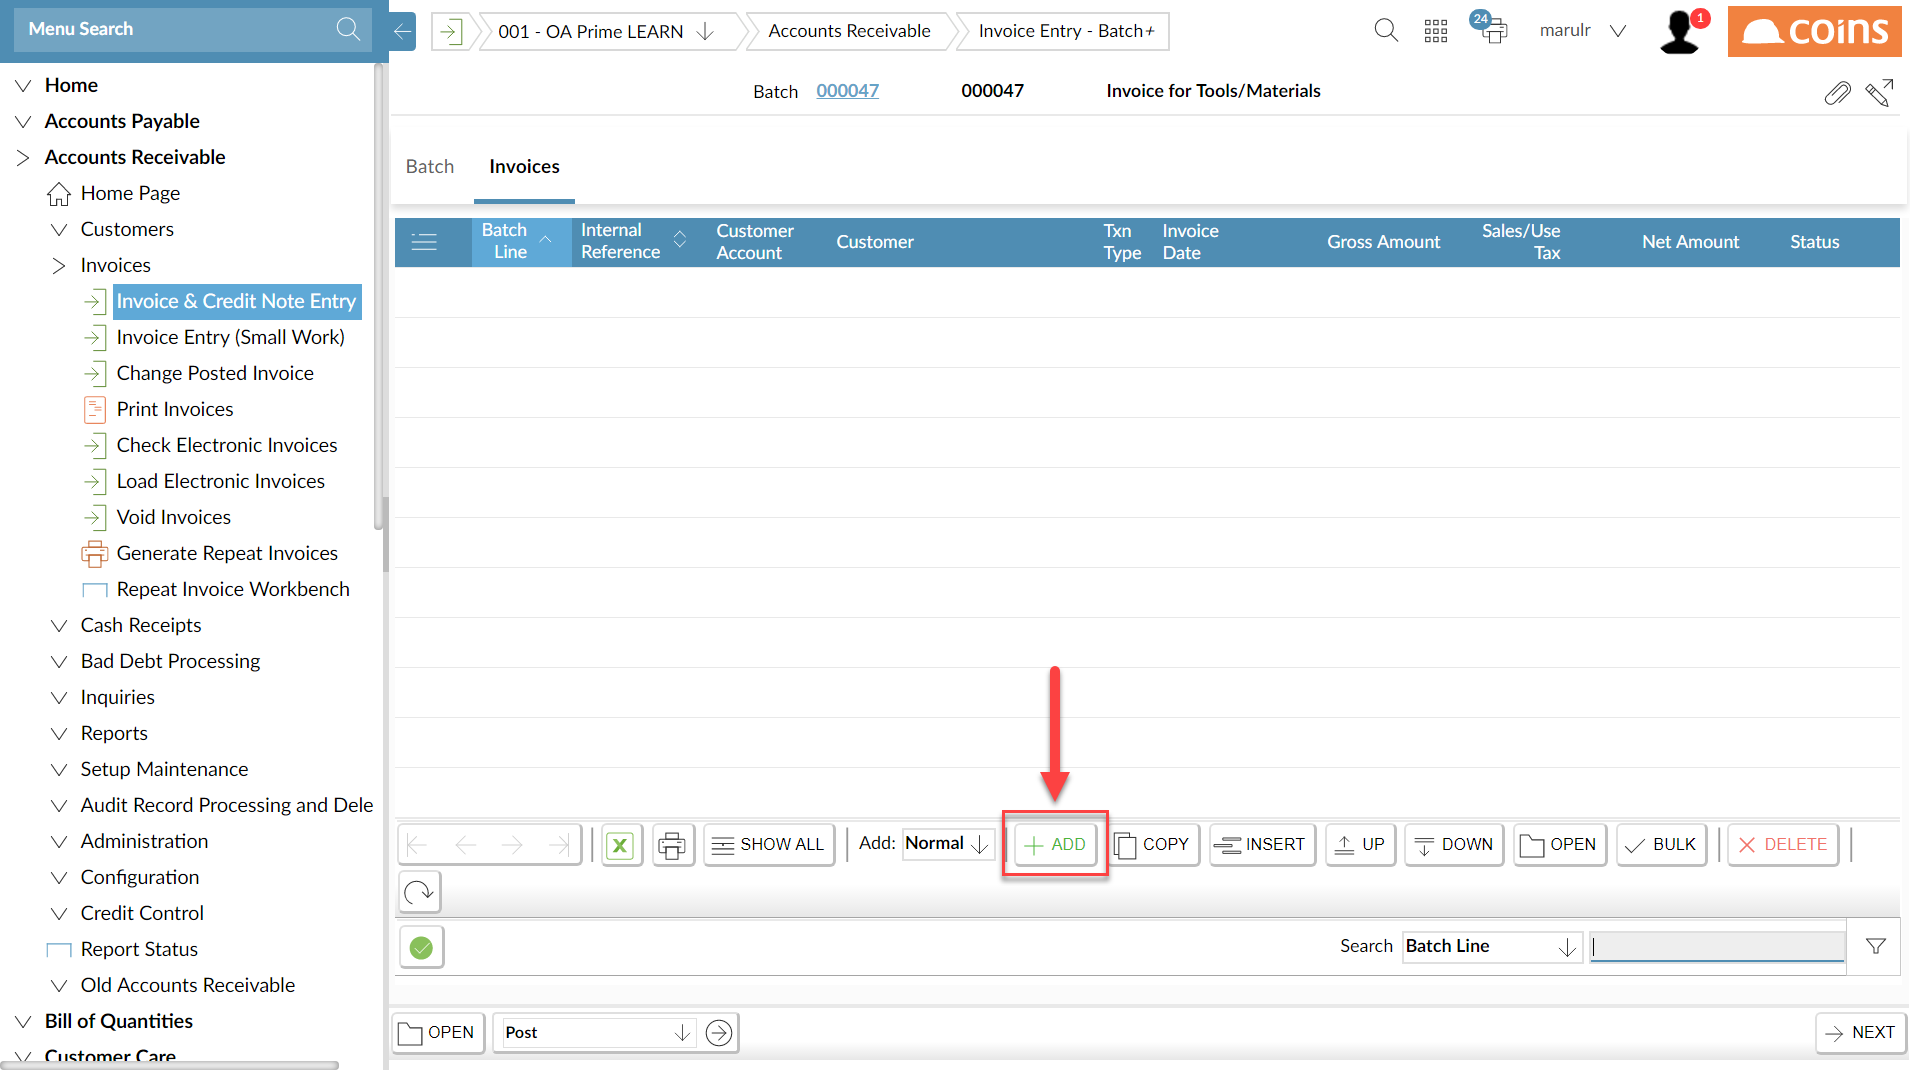 Menu Search
001 - OA Prime LEARN
Accounts Receivable
Invoice Entry - Batch+
24
marulr
1
coins
Batch 000047 000047 Invoice for Tools/Materials
Home
Accounts Payable
Accounts Receivable
Home Page
Customers
Invoices
Invoice & Credit Note Entry
Invoice Entry (Small Work)
Change Posted Invoice
Print Invoices
Check Electronic Invoices
Load Electronic Invoices
Void Invoices
Generate Repeat Invoices
Repeat Invoice Workbench
Cash Receipts
Bad Debt Processing
Inquiries
Reports
Setup Maintenance
Audit Record Processing and Dele
Administration
Configuration
Credit Control
Report Status
Old Accounts Receivable
Bill of Quantities
Customer Care
Batch Invoices
Batch Line
Internal Reference
Customer Account
Customer
Txn Type
Invoice Date
Gross Amount
Sales/Use Tax
Net Amount
Status
SHOW ALL Add: Normal ADD COPY INSERT UP DOWN OPEN BULK DELETE
Search Batch Line
OPEN Post NEXT